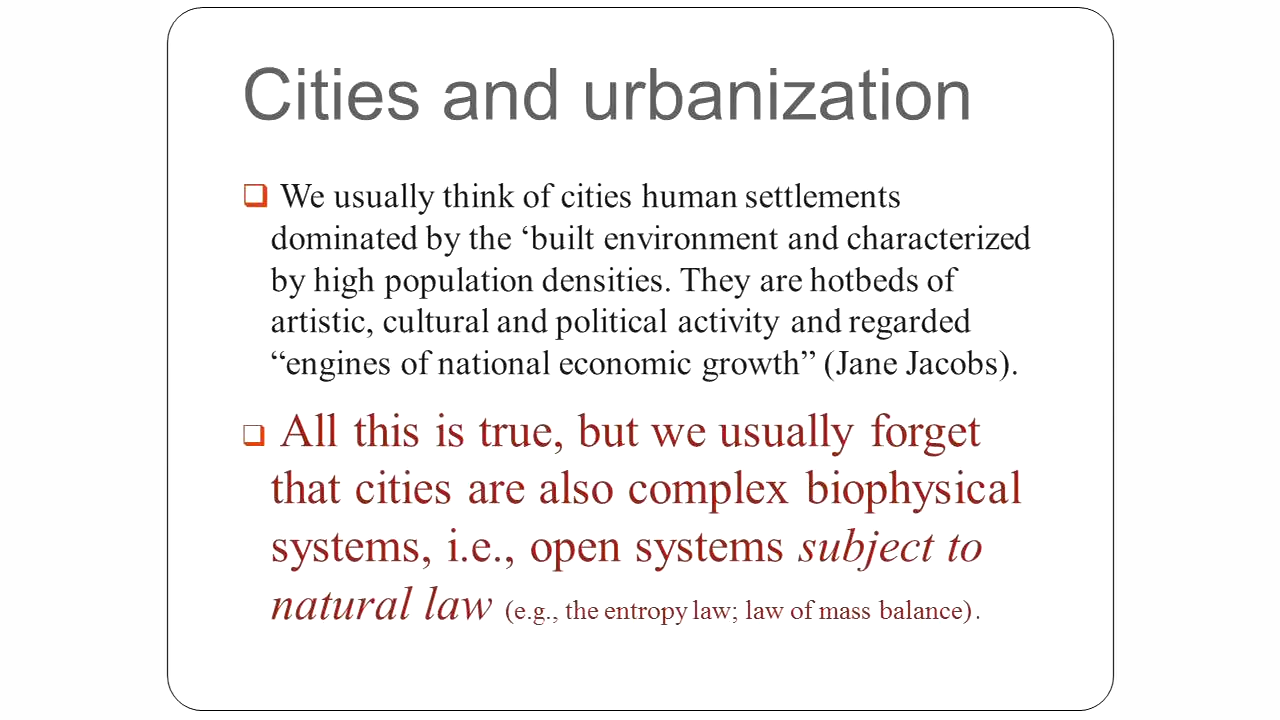 Cities and urbanization
We usually think of cities human settlements
dominated by the ‘built environment and characterized
by high population densities. They are hotbeds of
artistic, cultural and political activity and regarded
“engines of national economic growth” (Jane Jacobs).
All this is true, but we usually forget
that cities are also complex biophysical
systems, i.e., open systems subject to
natural law (e.g., the entropy law; law of mass balance).